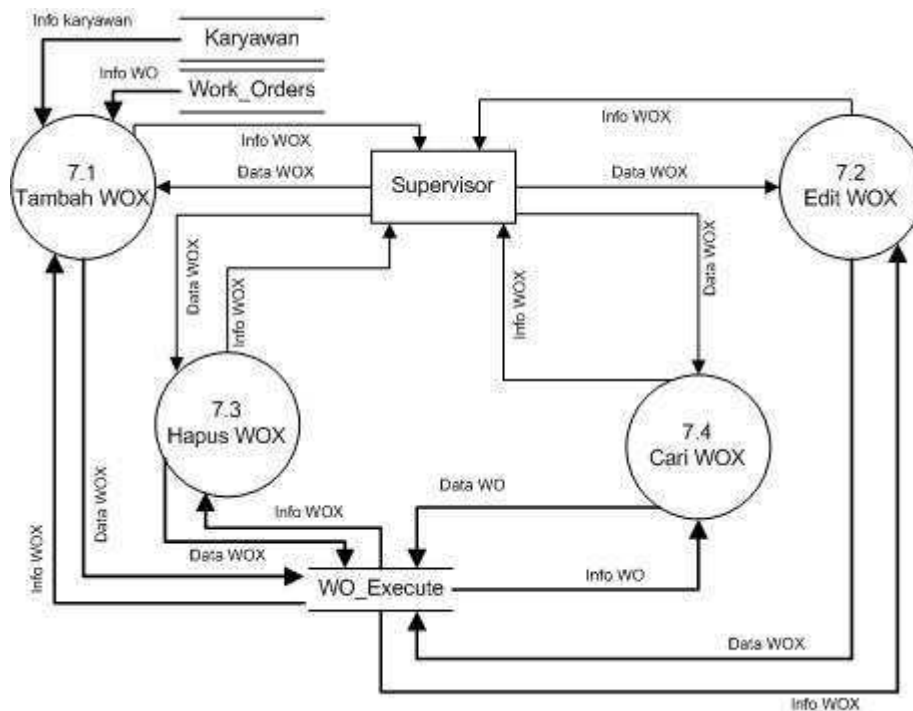 Info karyawan
Karyawan
Info WO
Work_Orders
Info WOX
Info WOX
7.1
Tambah WOX
Data WOX
Supervisor
Data WOX
7.2
Edit WOX
Data WOX
Info WOX
Info WOX
Data WOX
7.3
Hapus WOX
7.4
Cari WOX
Data WO
Info WOX
Data WOX
Info WOX
Data WOX
WO_Execute
Info WO
Data WOX
Info WOX